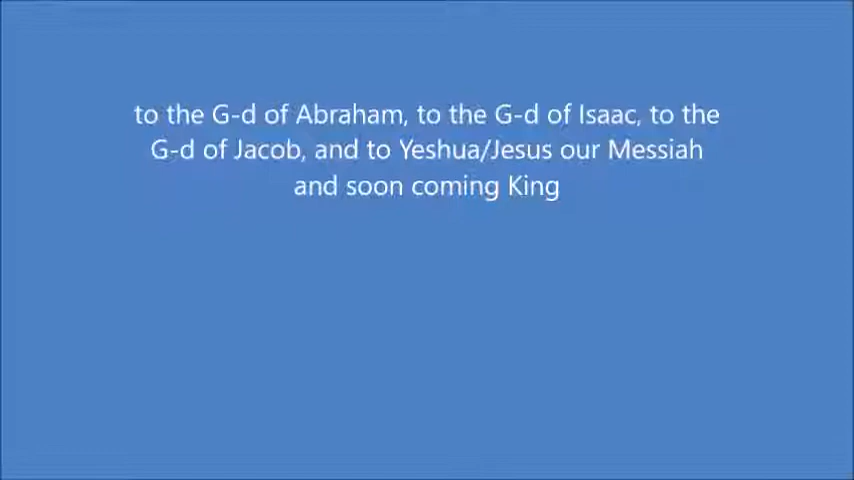 to the G-d of Abraham, to the G-d of Isaac, to the
G-d of Jacob, and to Yeshua/Jesus our Messiah
and soon coming King